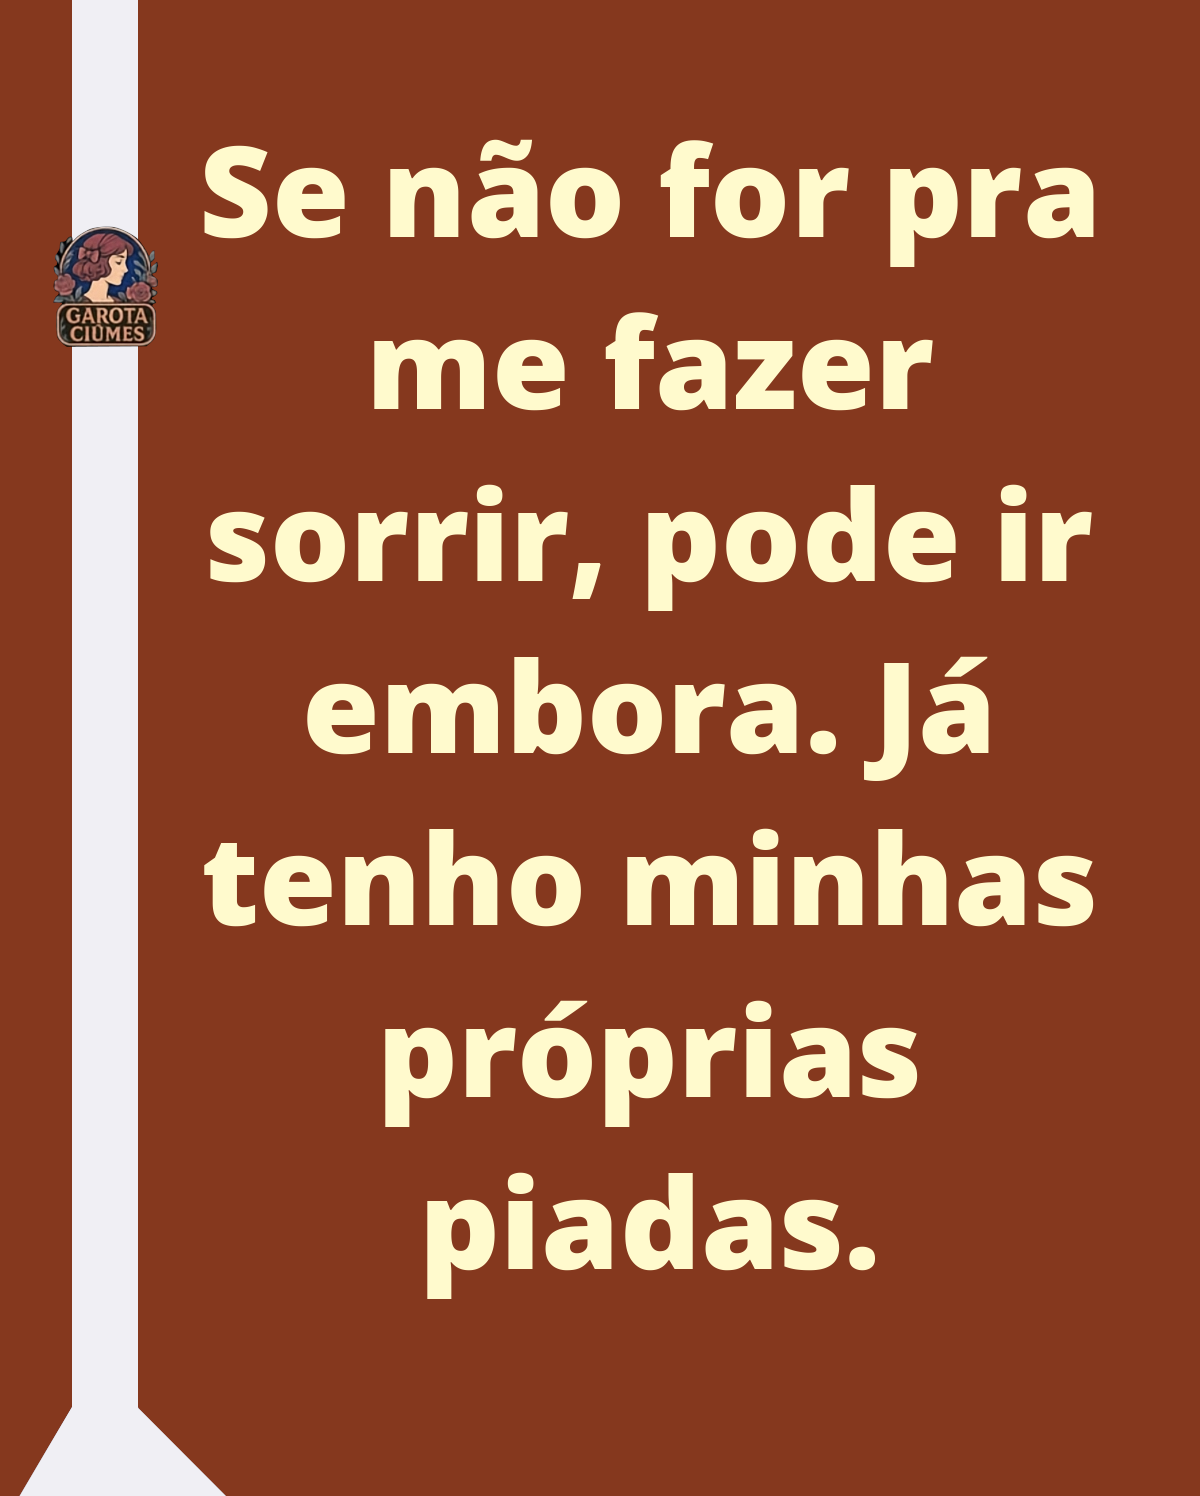 Se não for pra
me fazer
sorrir, pode ir
embora. Já
tenho minhas
próprias
piadas.
GAROTA
CIÚMES